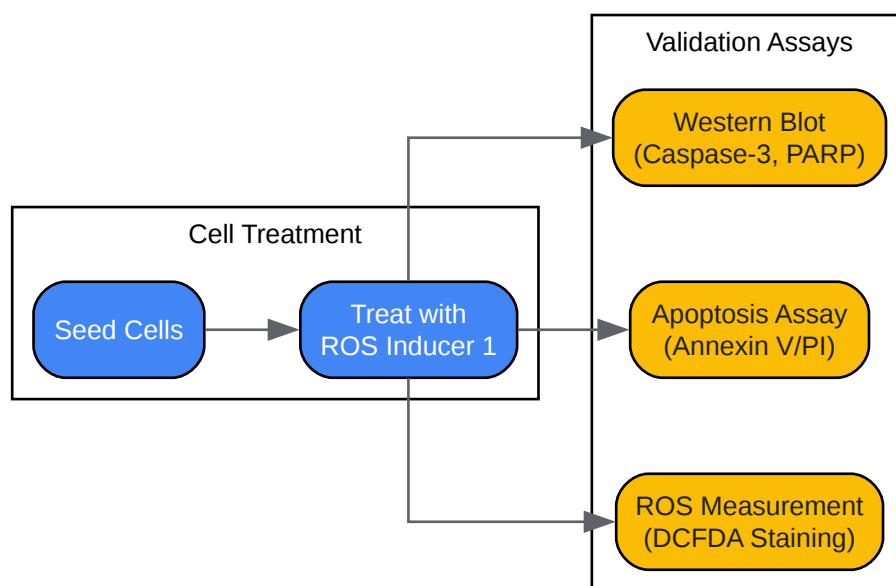 Validation Assays
Western Blot
(Caspase-3, PARP)
Cell Treatment
Seed Cells
Treat with
ROS Inducer 1
Apoptosis Assay
(Annexin V/PI)
ROS Measurement
(DCFDA Staining)